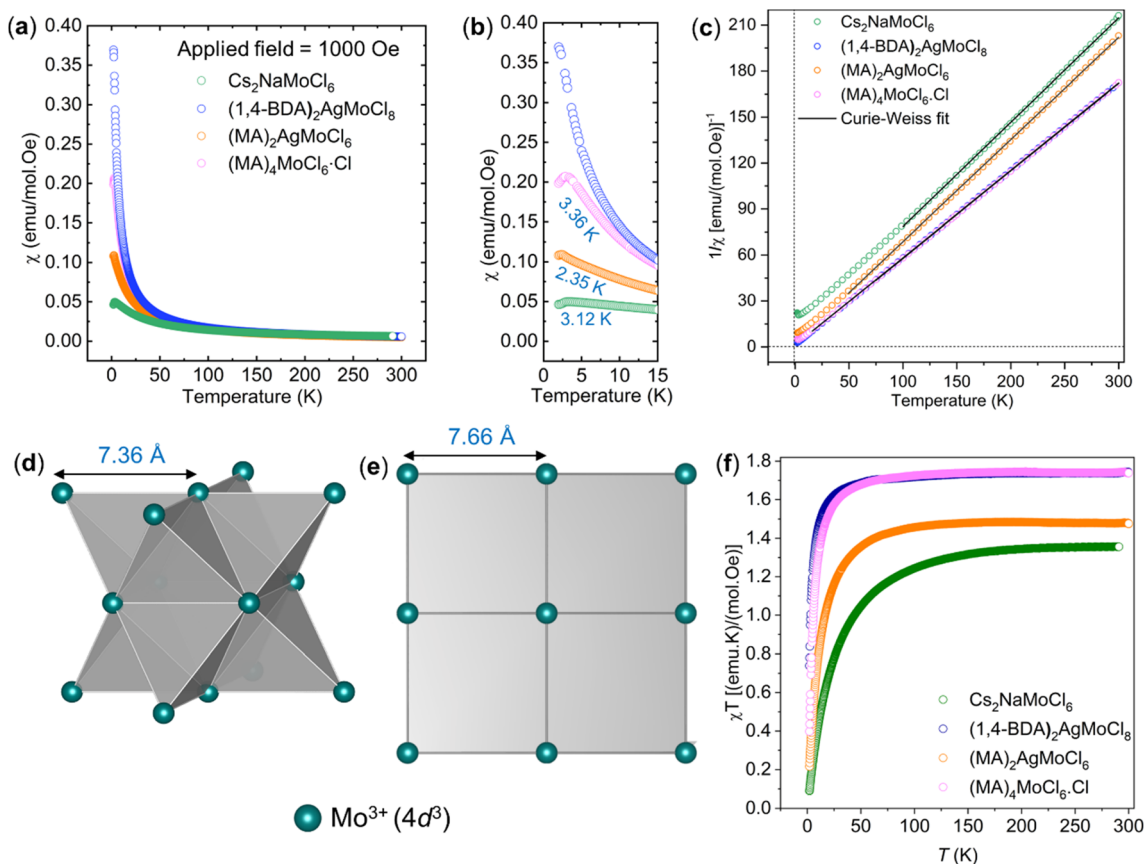 (a)
Applied field = 1000 Oe
Cs₂NaMoCl₆
(1,4-BDA)₂AgMoCl₈
(MA)₂AgMoCl₆
(MA)₄MoCl₆·Cl
χ (emu/mol.Oe)
0.40
0.35
0.30
0.25
0.20
0.15
0.10
0.05
0.00
0 50 100 150 200 250 300
Temperature (K)
(b)
χ (emu/mol.Oe)
0.40
0.35
0.30
0.25
0.20
0.15
0.10
0.05
0.00
3.36 K
2.35 K
3.12 K
0 5 10 15
Temperature (K)
(c)
1/χ [emu/(mol.Oe)]⁻¹
210
180
150
120
90
60
30
0
Cs₂NaMoCl₆
(1,4-BDA)₂AgMoCl₈
(MA)₂AgMoCl₆
(MA)₄MoCl₆·Cl
Curie-Weiss fit
0 50 100 150 200 250 300
Temperature (K)
(d)
7.36 Å
(e)
7.66 Å
Mo³⁺ (4d³)
(f)
χT [(emu.K)/(mol.Oe)]
1.8
1.6
1.4
1.2
1.0
0.8
0.6
0.4
0.2
0.0
Cs₂NaMoCl₆
(1,4-BDA)₂AgMoCl₈
(MA)₂AgMoCl₆
(MA)₄MoCl₆.Cl
0 50 100 150 200 250 300
T (K)